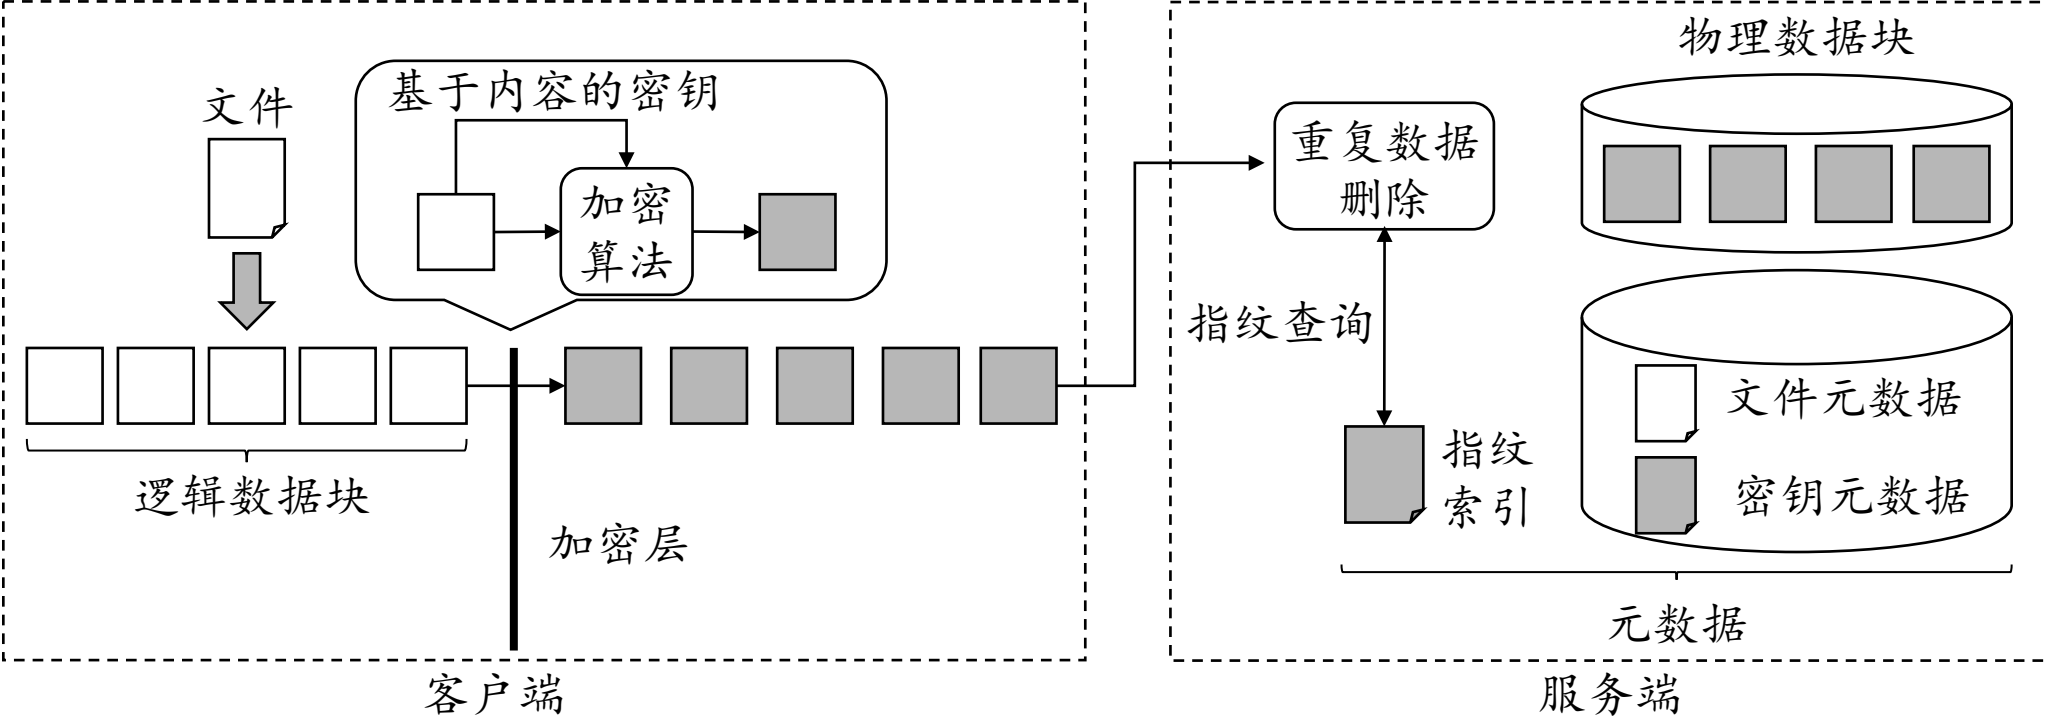 文件
基于内容的密钥
加密
算法
逻辑数据块
加密层
客户端
重复数据
删除
指纹查询
指纹
索引
物理数据块
文件元数据
密钥元数据
元数据
服务端